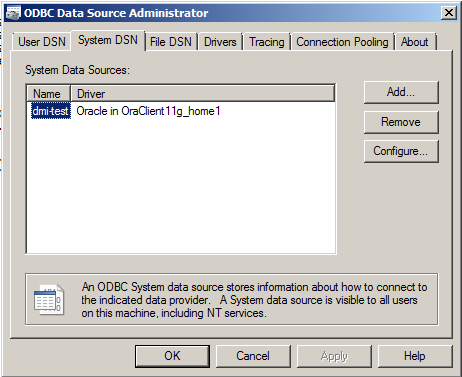 ODBC Data Source Administrator
User DSN System DSN File DSN Drivers Tracing Connection Pooling About
System Data Sources:
Name Driver
dmi-test Oracle in OraClient11g_home1
Add...
Remove
Configure...
An ODBC System data source stores information about how to connect to
the indicated data provider. A System data source is visible to all users
on this machine, including NT services.
OK Cancel Apply Help